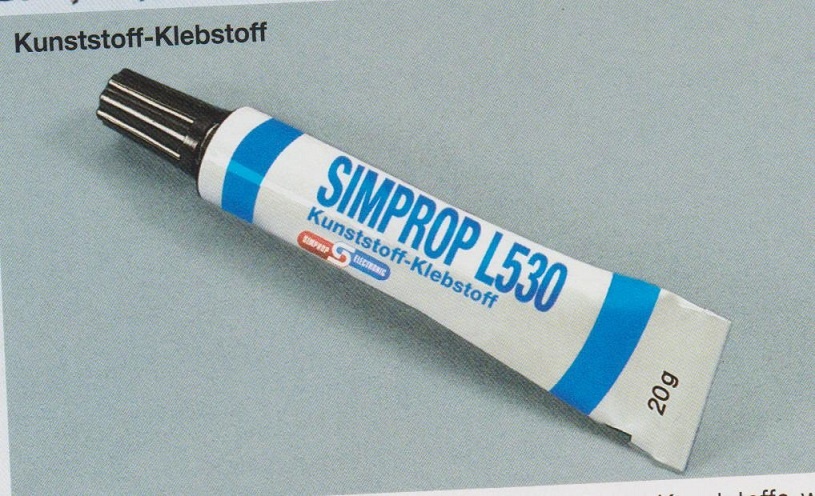 Kunststoff-Klebstoff
SIMPROP L530
Kunststoff-Klebstoff
SIMPROP ELECTRONIC
20g